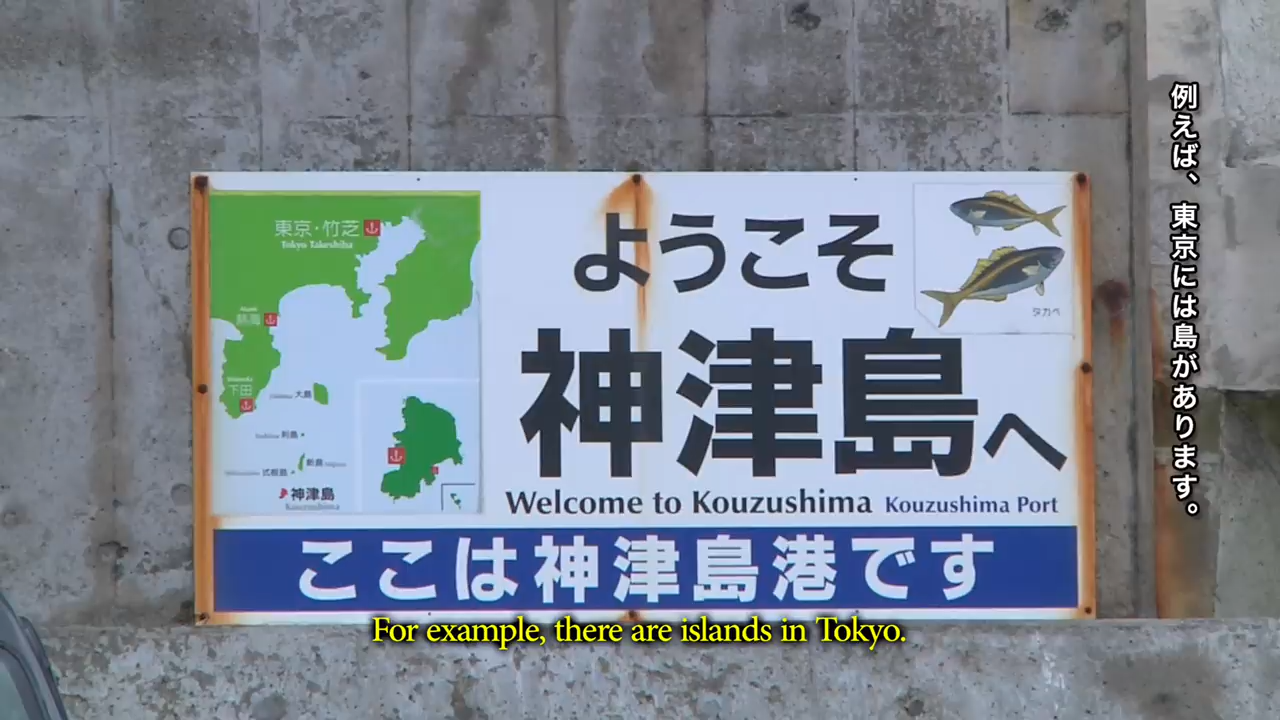 ようこそ
神津島へ
Welcome to Kouzushima Kouzushima Port
ここは神津島港です
タカベ
東京・竹芝
Tokyo Takeshiba
Atami
熱海
下田
大島
利島
新島
式根島
神津島
Kouzushima
例えば、東京には島があります。
For example, there are islands in Tokyo.